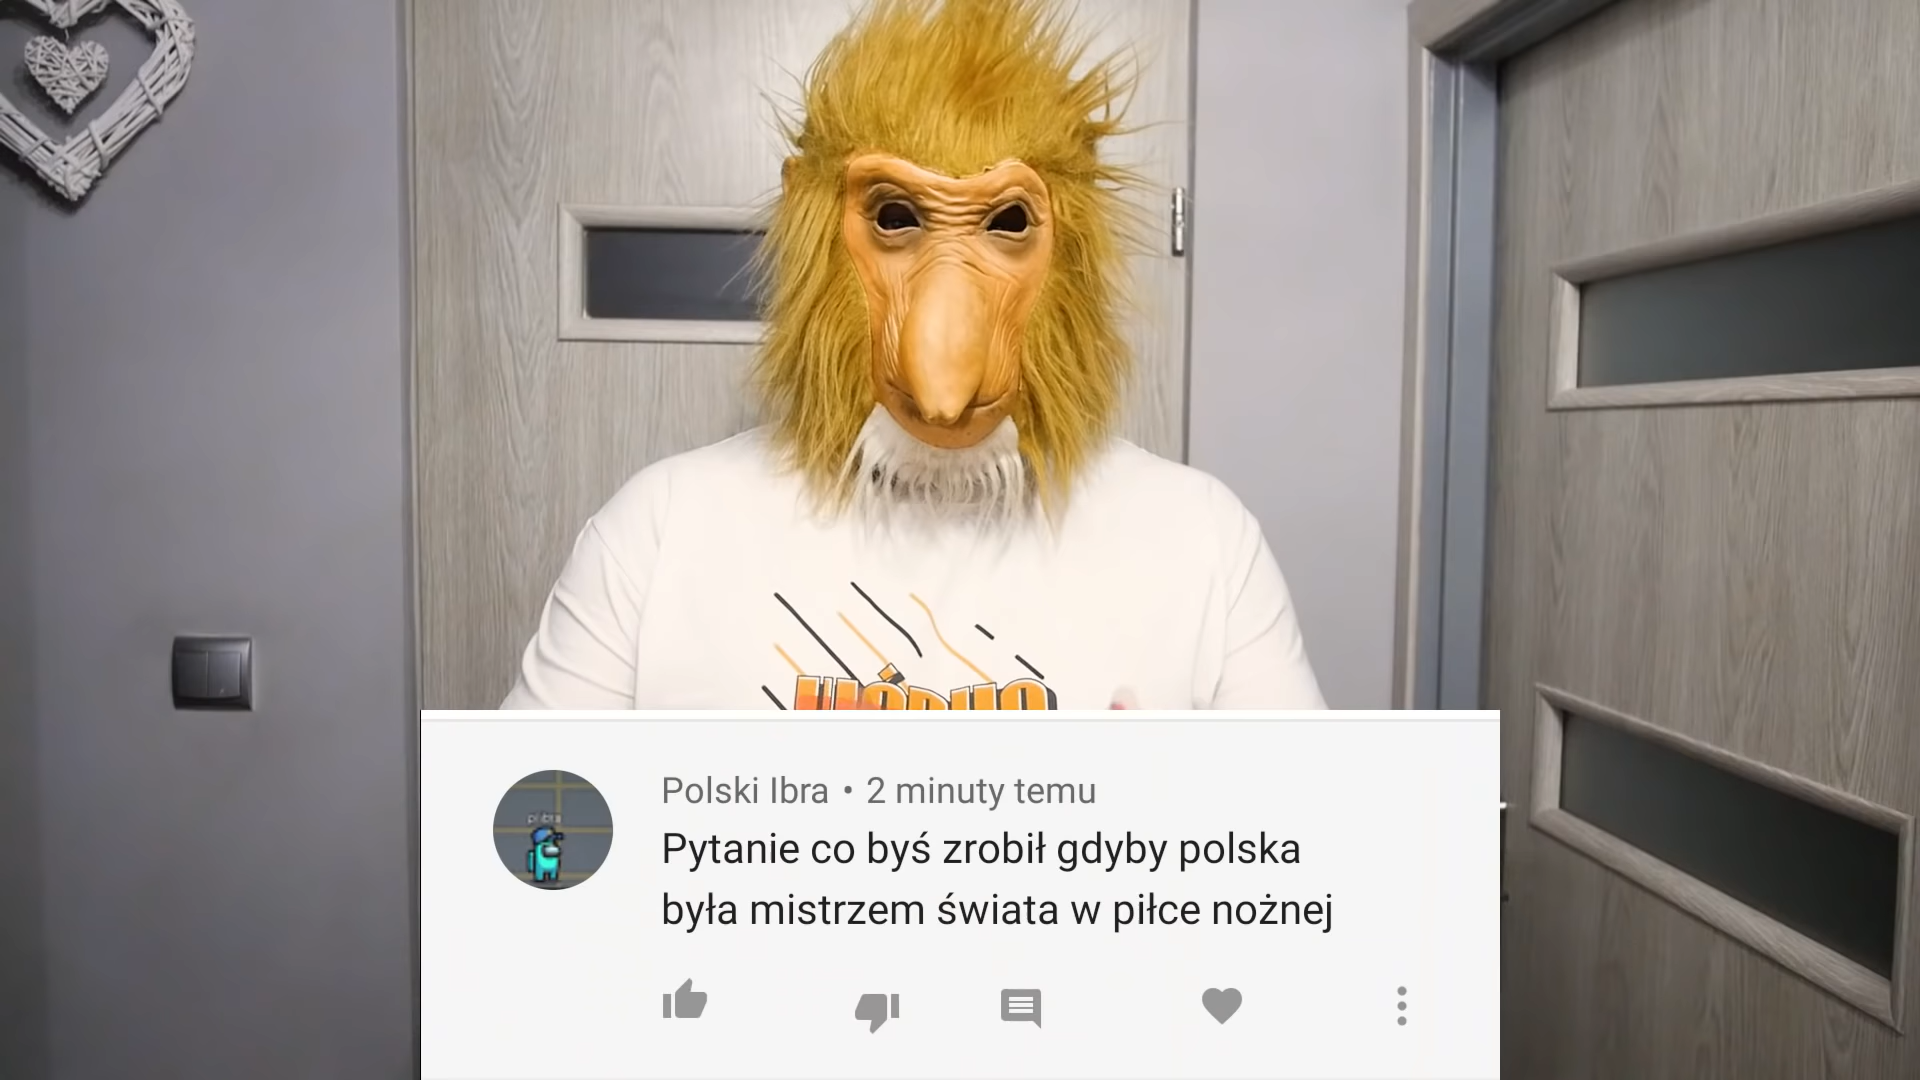 Polski Ibra • 2 minuty temu
Pytanie co byś zrobił gdyby polska
była mistrzem świata w piłce nożnej